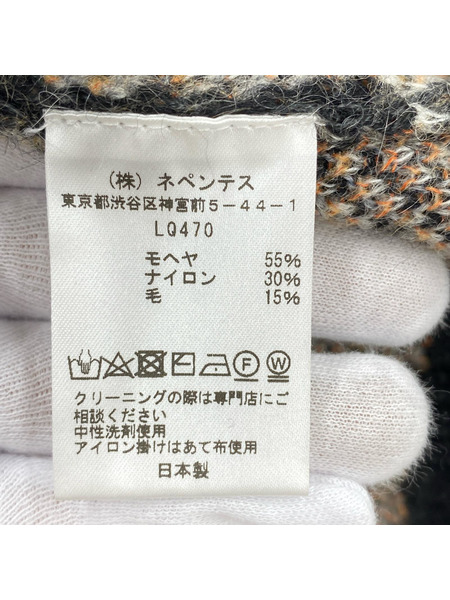 (株) ネペンテス
東京都渋谷区神宮前5-44-1
LQ470
モヘヤ 55%
ナイロン 30%
毛 15%
F W
クリーニングの際は専門店にご
相談ください
中性洗剤使用
アイロン掛けはあて布使用
日本製